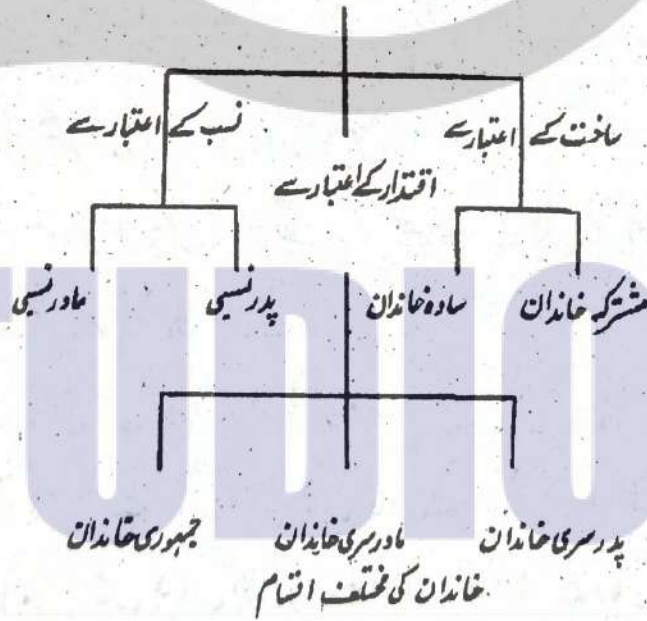 ساخت کے اعتبار سے
نسب کے اعتبار سے
اقتدار کے اعتبار سے
مشترکہ خاندان
سادہ خاندان
پدر نسبی
مادر نسبی
پدر سری خاندان
مادر سری خاندان
جمہوری خاندان
خاندان کی مختلف اقسام
UDIO